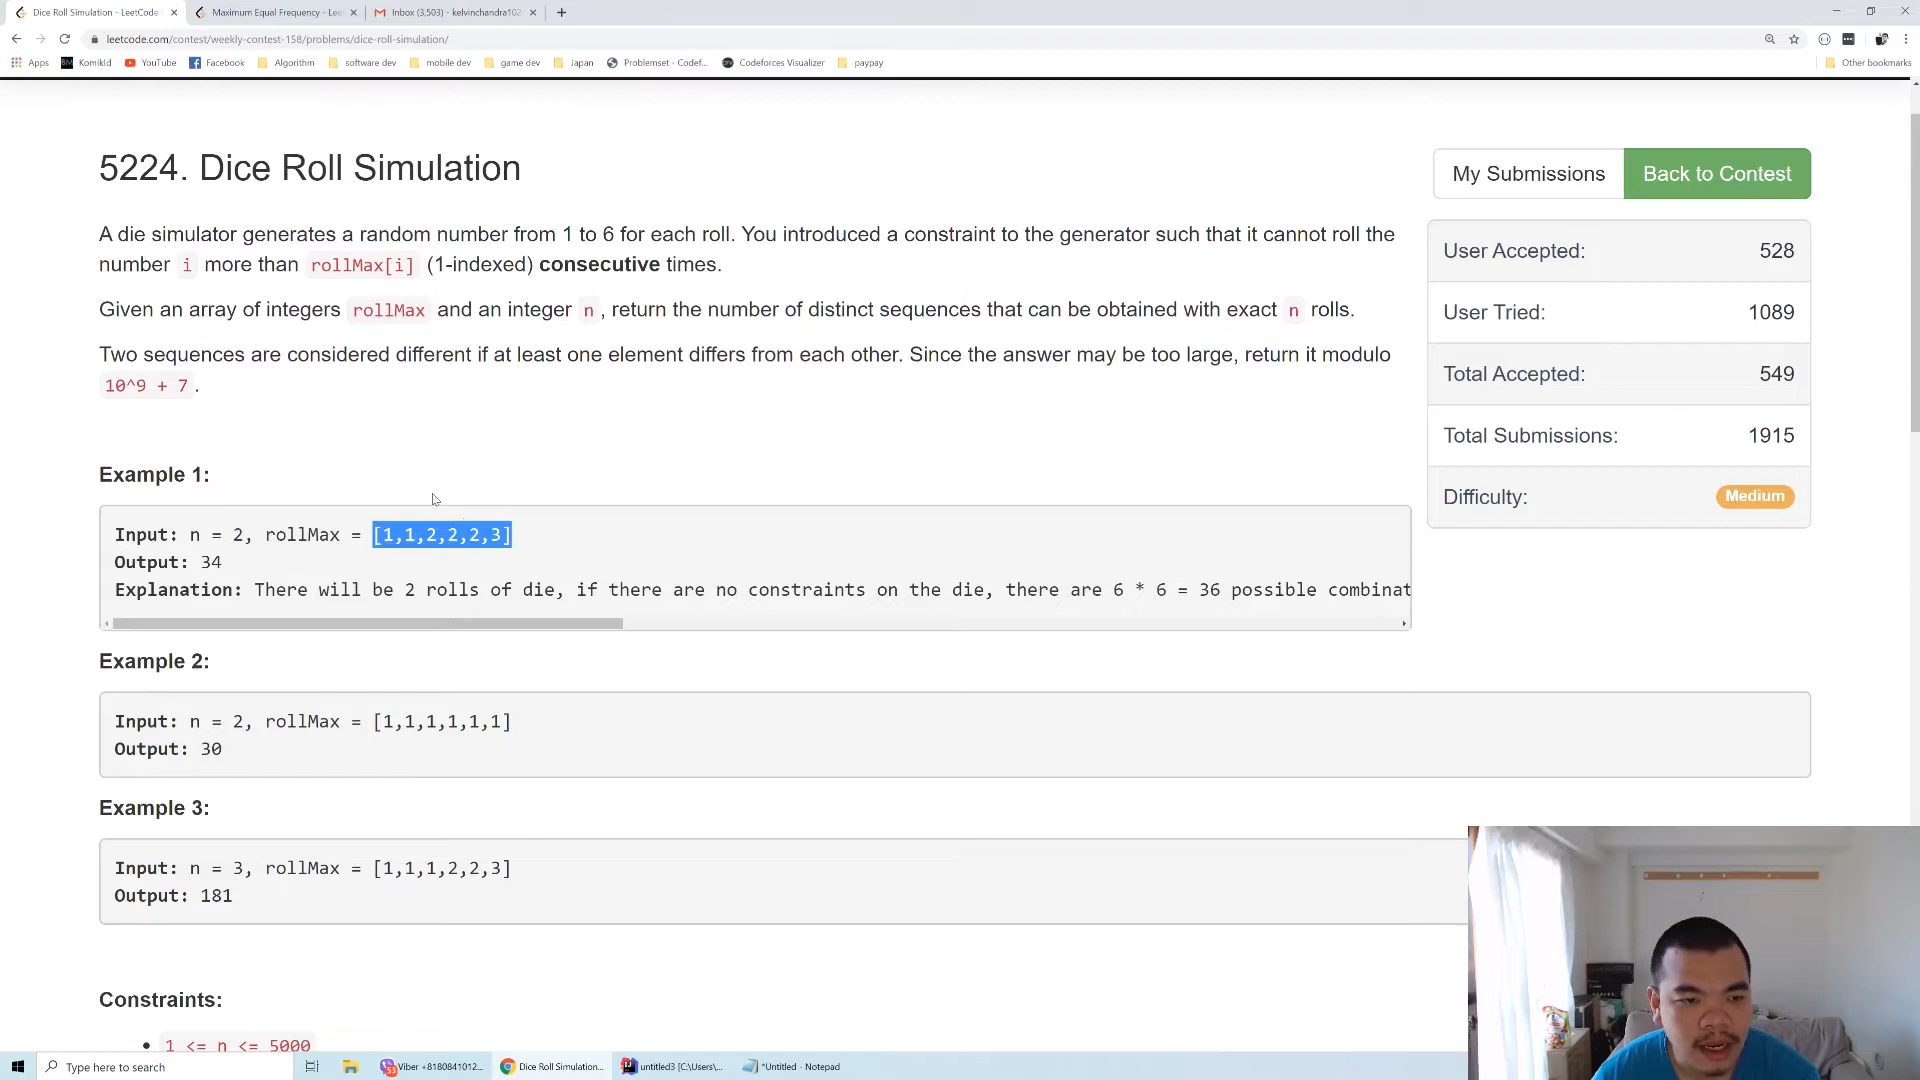 Dice Roll Simulation - LeetCode
Maximum Equal Frequency - Lee
Inbox (3,503) - kelvinchandra102
leetcode.com/contest/weekly-contest-158/problems/dice-roll-simulation/
Apps
Komikid
YouTube
Facebook
Algorithm
software dev
mobile dev
game dev
Japan
Problemset - Codef...
Codeforces Visualizer
paypay
Other bookmarks
5224. Dice Roll Simulation
My Submissions
Back to Contest
A die simulator generates a random number from 1 to 6 for each roll. You introduced a constraint to the generator such that it cannot roll the
number i more than rollMax[i] (1-indexed) consecutive times.
Given an array of integers rollMax and an integer n, return the number of distinct sequences that can be obtained with exact n rolls.
Two sequences are considered different if at least one element differs from each other. Since the answer may be too large, return it modulo
10^9 + 7.
User Accepted: 528
User Tried: 1089
Total Accepted: 549
Total Submissions: 1915
Difficulty: Medium
Example 1:
Input: n = 2, rollMax = [1,1,2,2,2,3]
Output: 34
Explanation: There will be 2 rolls of die, if there are no constraints on the die, there are 6 * 6 = 36 possible combinat
Example 2:
Input: n = 2, rollMax = [1,1,1,1,1,1]
Output: 30
Example 3:
Input: n = 3, rollMax = [1,1,1,2,2,3]
Output: 181
Constraints:
1 <= n <= 5000
Type here to search
Viber +8180841012...
Dice Roll Simulation...
untitled3 [C:\Users\...
*Untitled - Notepad